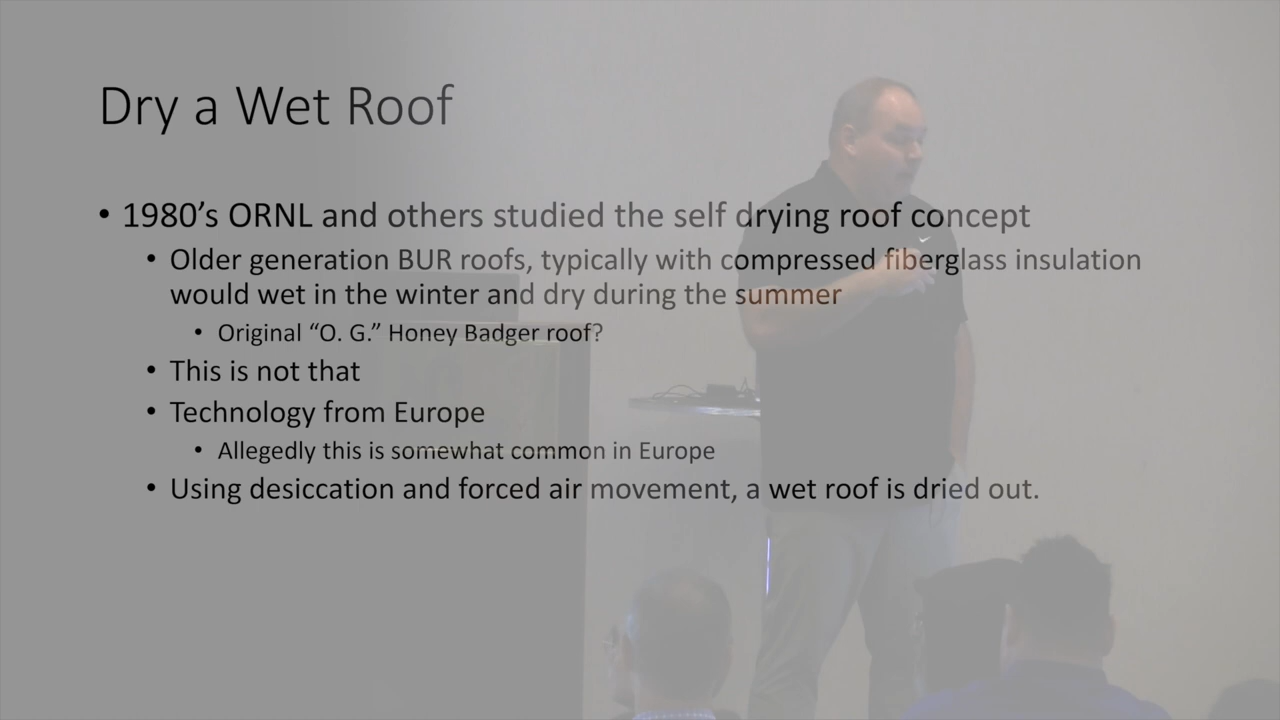 Dry a Wet Roof
• 1980’s ORNL and others studied the self drying roof concept
• Older generation BUR roofs, typically with compressed fiberglass insulation
would wet in the winter and dry during the summer
• Original “O. G.” Honey Badger roof?
• This is not that
• Technology from Europe
• Allegedly this is somewhat common in Europe
• Using desiccation and forced air movement, a wet roof is dried out.